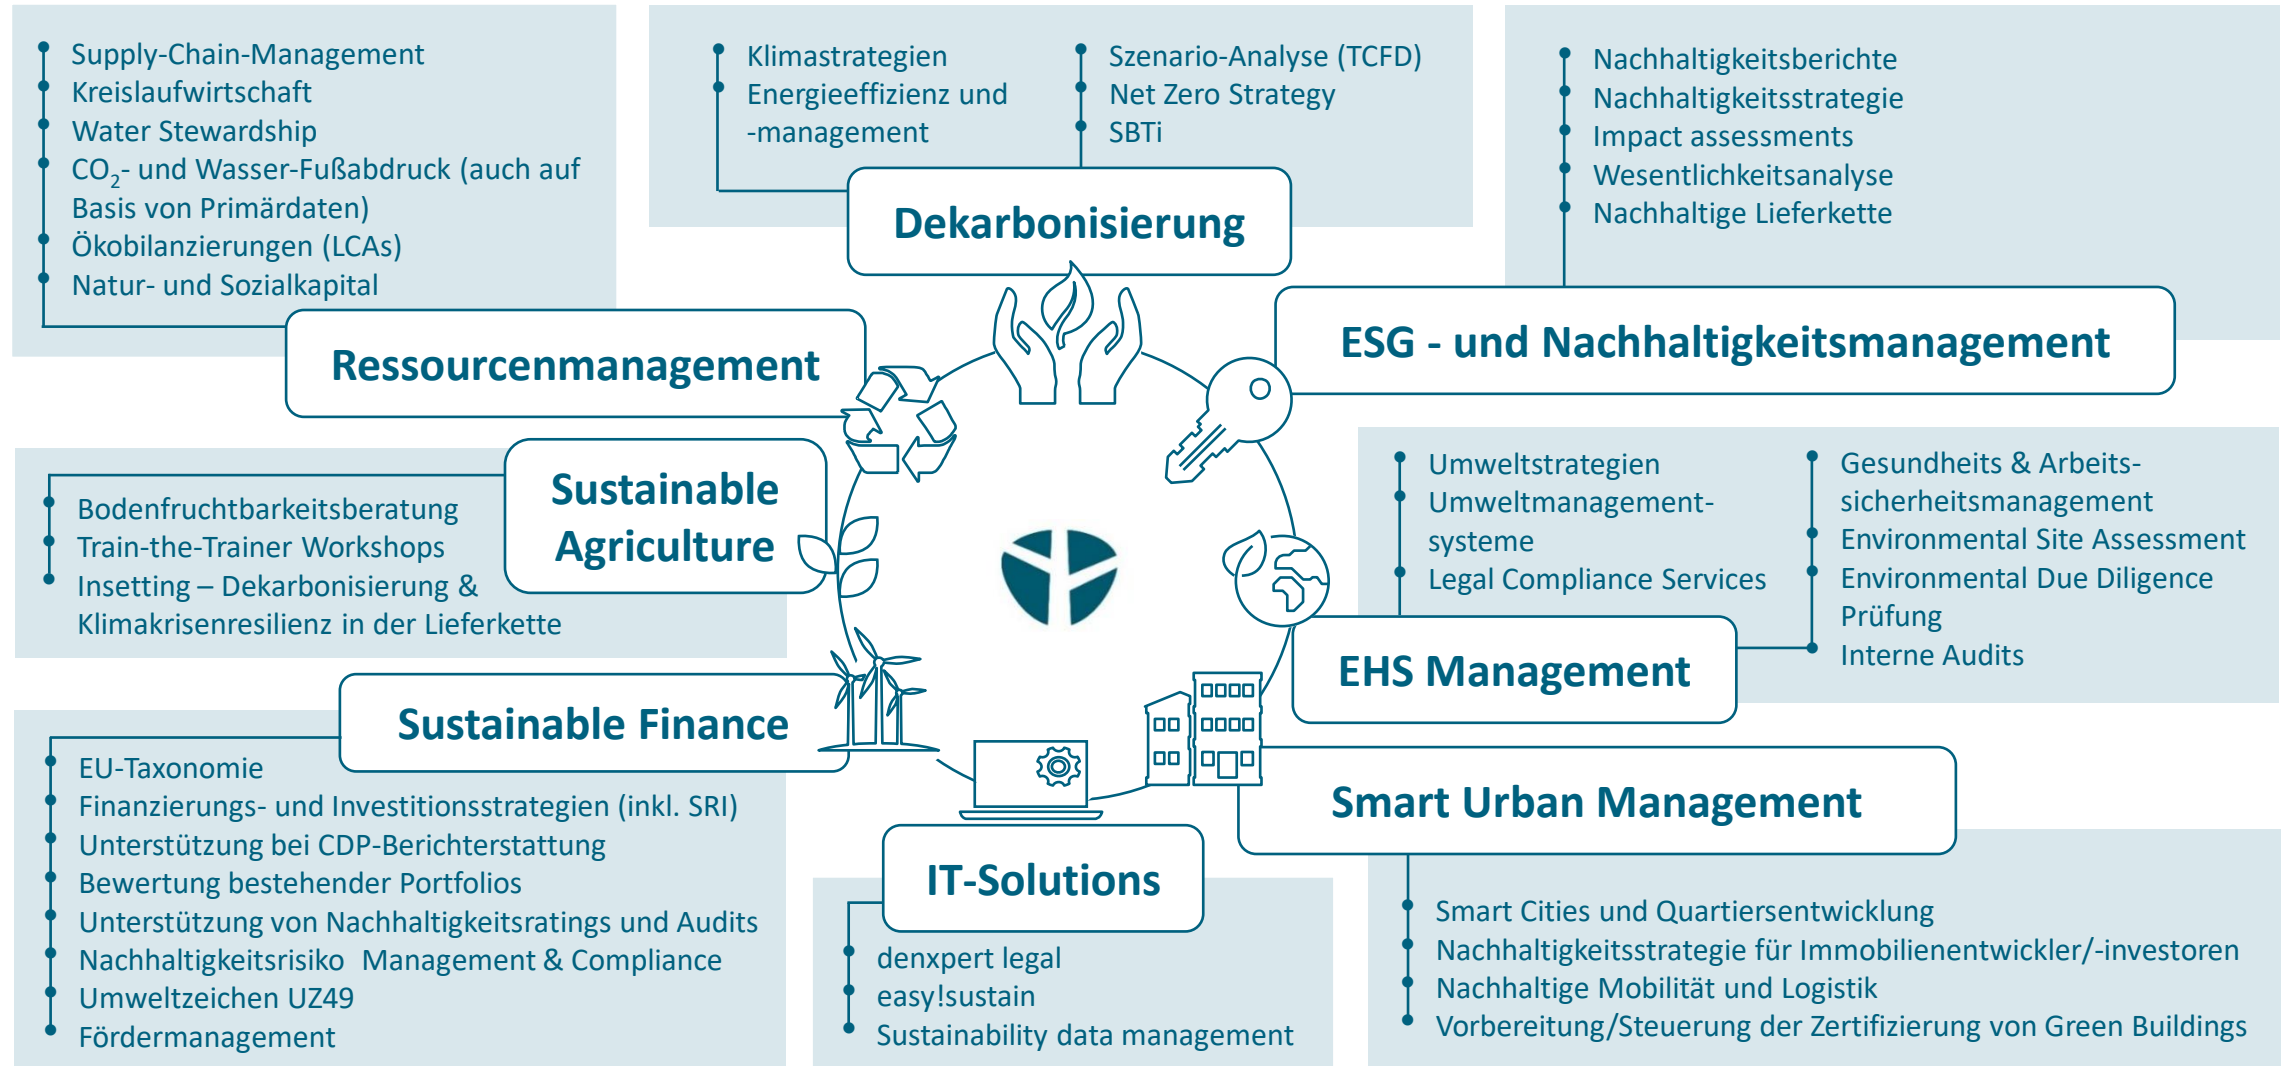 Supply-Chain-Management
Kreislaufwirtschaft
Water Stewardship
CO₂- und Wasser-Fußabdruck (auch auf
Basis von Primärdaten)
Ökobilanzierungen (LCAs)
Natur- und Sozialkapital
Ressourcenmanagement
Klimastrategien
Energieeffizienz und
-management
Szenario-Analyse (TCFD)
Net Zero Strategy
SBTi
Dekarbonisierung
Nachhaltigkeitsberichte
Nachhaltigkeitsstrategie
Impact assessments
Wesentlichkeitsanalyse
Nachhaltige Lieferkette
ESG - und Nachhaltigkeitsmanagement
Sustainable
Agriculture
Bodenfruchtbarkeitsberatung
Train-the-Trainer Workshops
Insetting – Dekarbonisierung &
Klimakrisenresilienz in der Lieferkette
Umweltstrategien
Umweltmanagement-
systeme
Legal Compliance Services
Gesundheits & Arbeits-
sicherheitsmanagement
Environmental Site Assessment
Environmental Due Diligence
Prüfung
Interne Audits
EHS Management
Sustainable Finance
EU-Taxonomie
Finanzierungs- und Investitionsstrategien (inkl. SRI)
Unterstützung bei CDP-Berichterstattung
Bewertung bestehender Portfolios
Unterstützung von Nachhaltigkeitsratings und Audits
Nachhaltigkeitsrisiko Management & Compliance
Umweltzeichen UZ49
Fördermanagement
IT-Solutions
denxpert legal
easy!sustain
Sustainability data management
Smart Urban Management
Smart Cities und Quartiersentwicklung
Nachhaltigkeitsstrategie für Immobilienentwickler/-investoren
Nachhaltige Mobilität und Logistik
Vorbereitung/Steuerung der Zertifizierung von Green Buildings